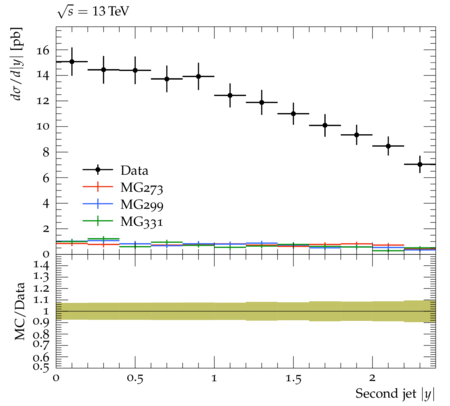 √s = 13 TeV
dσ/d|y| [pb]
16
14
12
10
8
6
4
2
0
Data
MG273
MG299
MG331
MC/Data
1.4
1.3
1.2
1.1
1
0.9
0.8
0.7
0.6
0.5
0 0.5 1 1.5 2
Second jet |y|